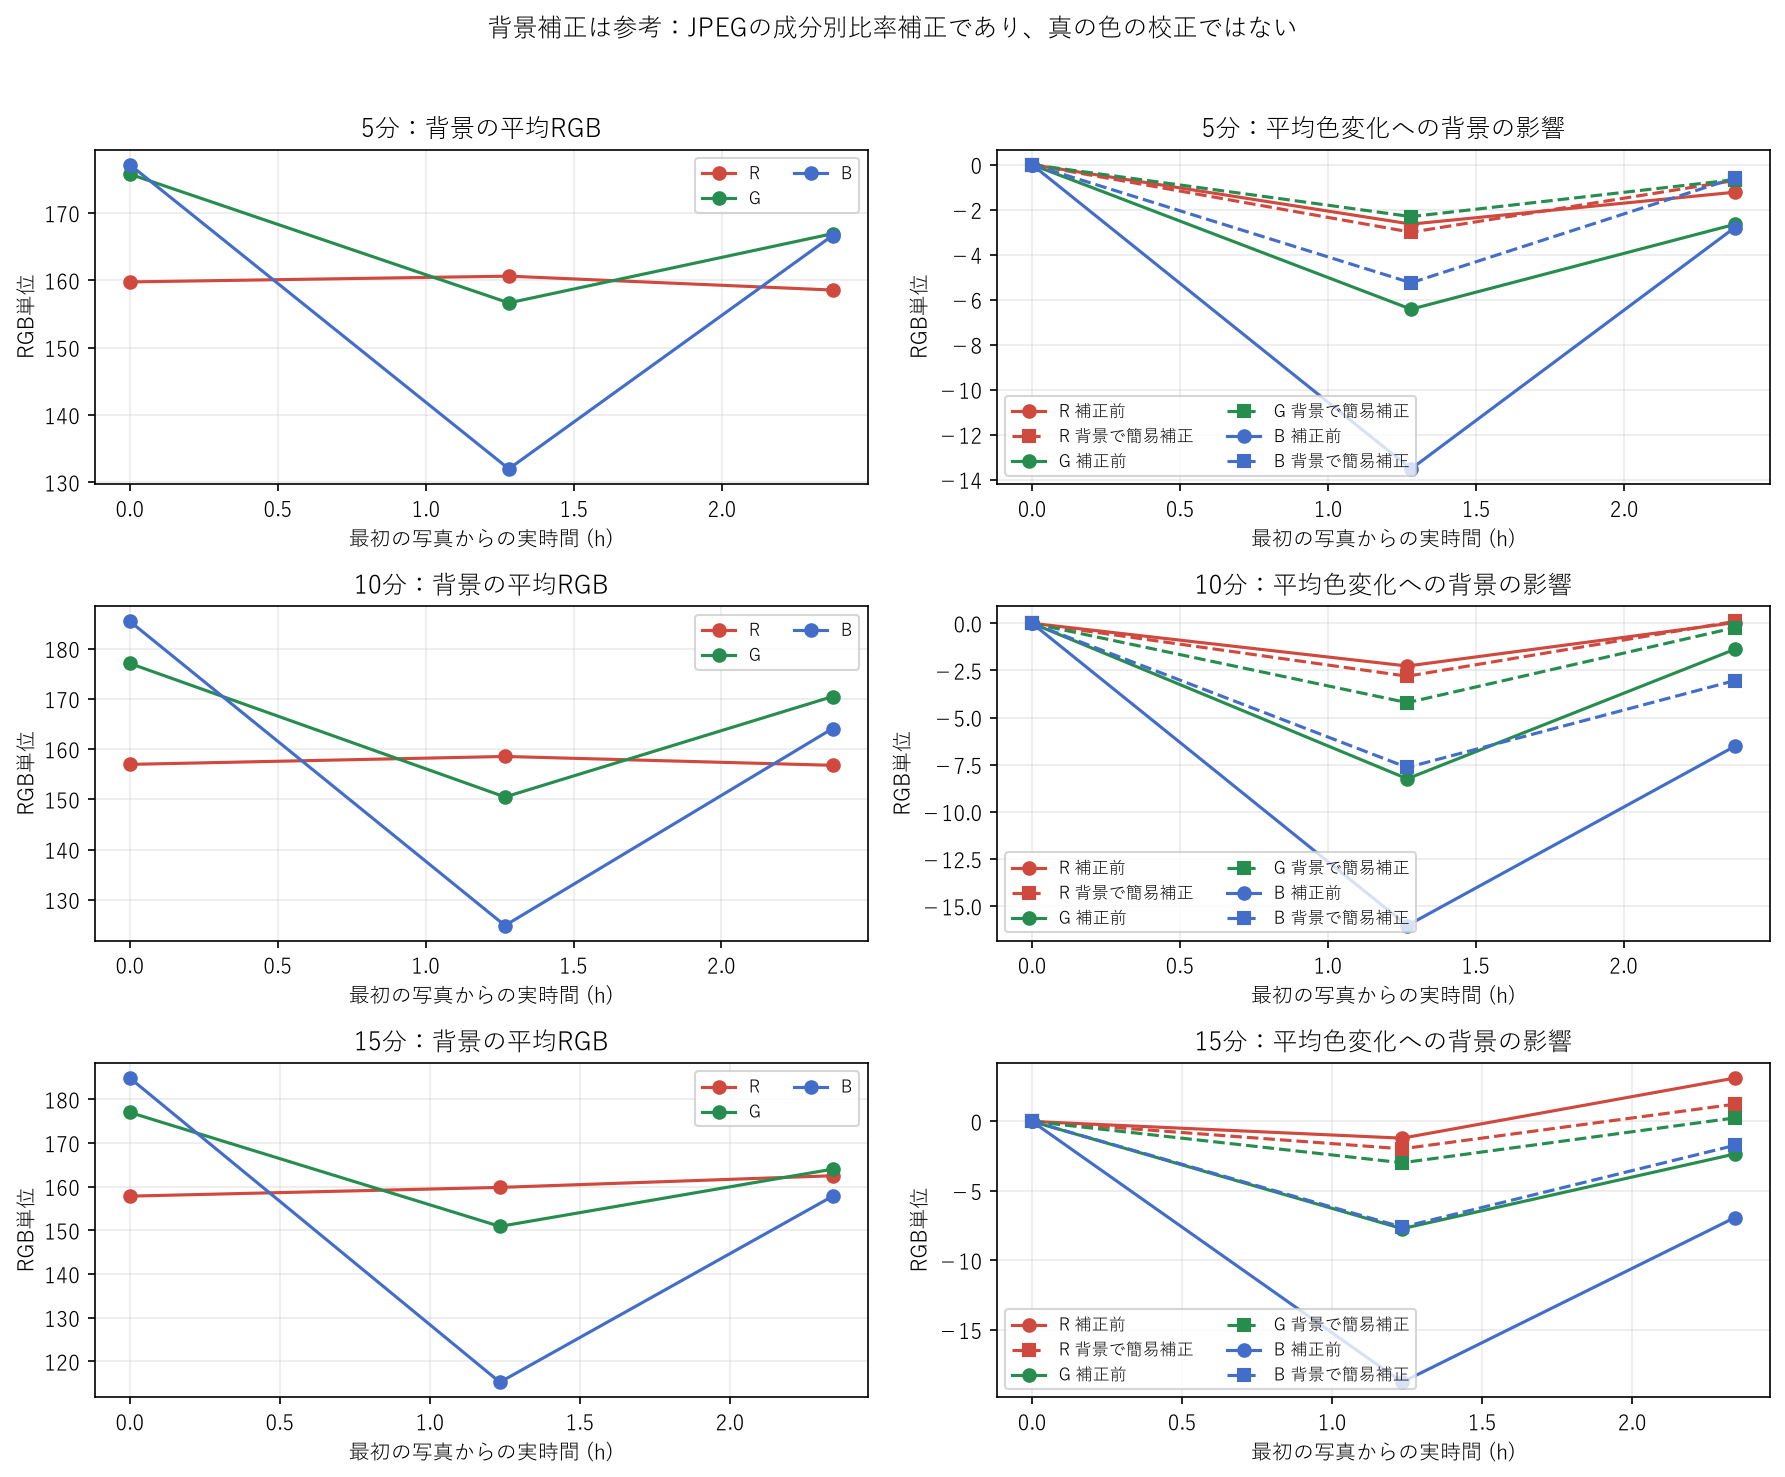 背景補正は参考：JPEGの成分別比率補正であり、真の色の校正ではない
5分：背景の平均RGB
RGB単位
170
160
150
140
130
R
G
B
0.0
0.5
1.0
1.5
2.0
最初の写真からの実時間 (h)
5分：平均色変化への背景の影響
RGB単位
0
−2
−4
−6
−8
−10
−12
−14
R 補正前
R 背景で簡易補正
G 補正前
G 背景で簡易補正
B 補正前
B 背景で簡易補正
0.0
0.5
1.0
1.5
2.0
最初の写真からの実時間 (h)
10分：背景の平均RGB
RGB単位
180
170
160
150
140
130
R
G
B
0.0
0.5
1.0
1.5
2.0
最初の写真からの実時間 (h)
10分：平均色変化への背景の影響
RGB単位
0.0
−2.5
−5.0
−7.5
−10.0
−12.5
−15.0
R 補正前
R 背景で簡易補正
G 補正前
G 背景で簡易補正
B 補正前
B 背景で簡易補正
0.0
0.5
1.0
1.5
2.0
最初の写真からの実時間 (h)
15分：背景の平均RGB
RGB単位
180
170
160
150
140
130
120
R
G
B
0.0
0.5
1.0
1.5
2.0
最初の写真からの実時間 (h)
15分：平均色変化への背景の影響
RGB単位
0
−5
−10
−15
R 補正前
R 背景で簡易補正
G 補正前
G 背景で簡易補正
B 補正前
B 背景で簡易補正
0.0
0.5
1.0
1.5
2.0
最初の写真からの実時間 (h)